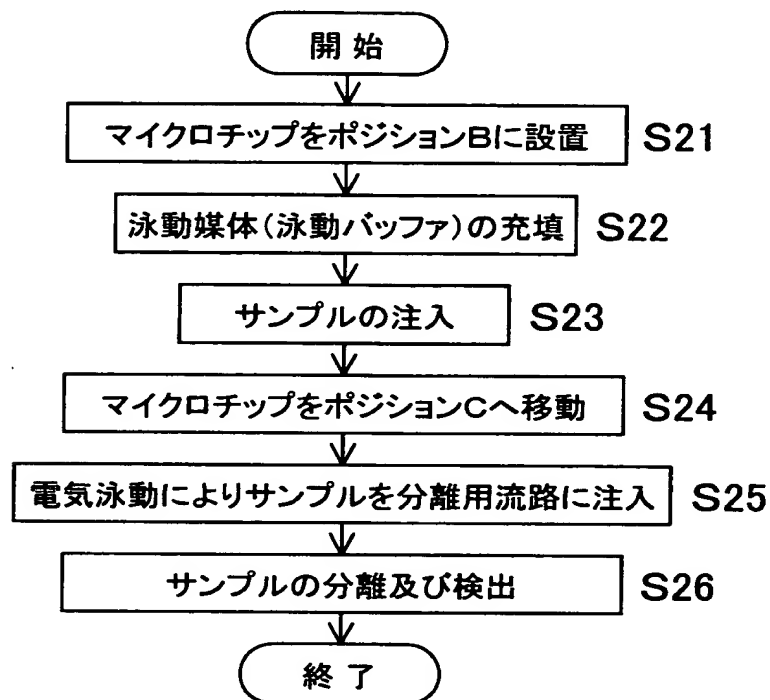 開 始
マイクロチップをポジションBに設置 S21
泳動媒体(泳動バッファ)の充填 S22
サンプルの注入 S23
マイクロチップをポジションCへ移動 S24
電気泳動によりサンプルを分離用流路に注入 S25
サンプルの分離及び検出 S26
終 了